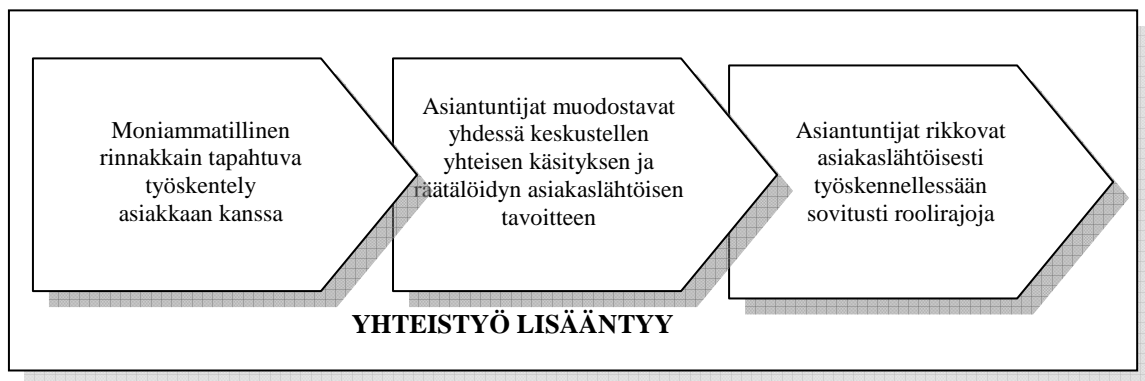 Moniammatillinen
rinnakkain tapahtuva
työskentely
asiakkaan kanssa
Asiantuntijat muodostavat
yhdessä keskustellen
yhteisen käsityksen ja
räätälöidyn asiakaslähtöisen
tavoitteen
Asiantuntijat rikkovat
asiakaslähtöisesti
työskennellessään
sovitusti roolirajoja
YHTEISTYÖ LISÄÄNTYY